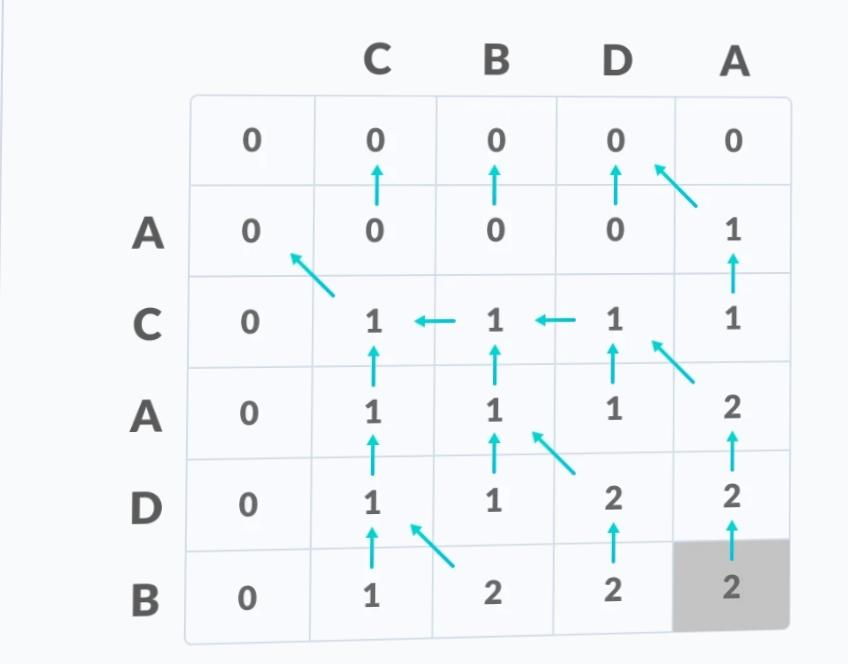 C B D A
0 0 0 0 0
A 0 0 0 0 1
C 0 1 1 1 1
A 0 1 1 1 2
D 0 1 1 2 2
B 0 1 2 2 2